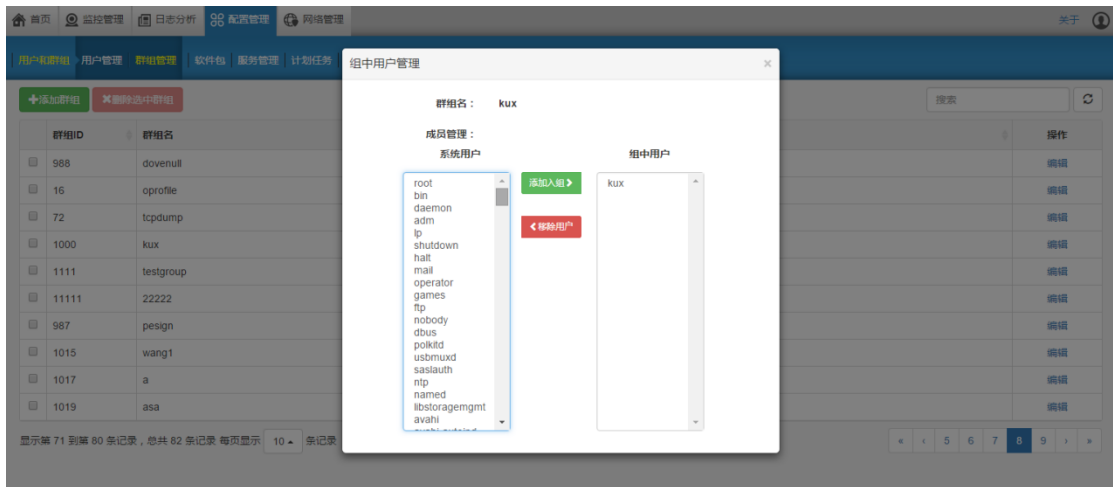 首页 监控管理 日志分析 配置管理 网络管理 关于
用户和群组 用户管理 群组管理 软件包 服务管理 计划任务
组中用户管理 ×
添加群组 删除选中群组 搜索
群组名： kux
成员管理：
系统用户 组中用户
添加入组
移除用户
root
bin
daemon
adm
lp
shutdown
halt
mail
operator
games
ftp
nobody
dbus
polkitd
usbmuxd
saslauth
ntp
named
libstoragemgmt
avahi
kux
群组ID 群组名 操作
988 dovenull 编辑
16 oprofile 编辑
72 tcpdump 编辑
1000 kux 编辑
1111 testgroup 编辑
11111 22222 编辑
987 pesign 编辑
1015 wang1 编辑
1017 a 编辑
1019 asa 编辑
显示第 71 到第 80 条记录，总共 82 条记录 每页显示 10 条记录
« ‹ 5 6 7 8 9 › »